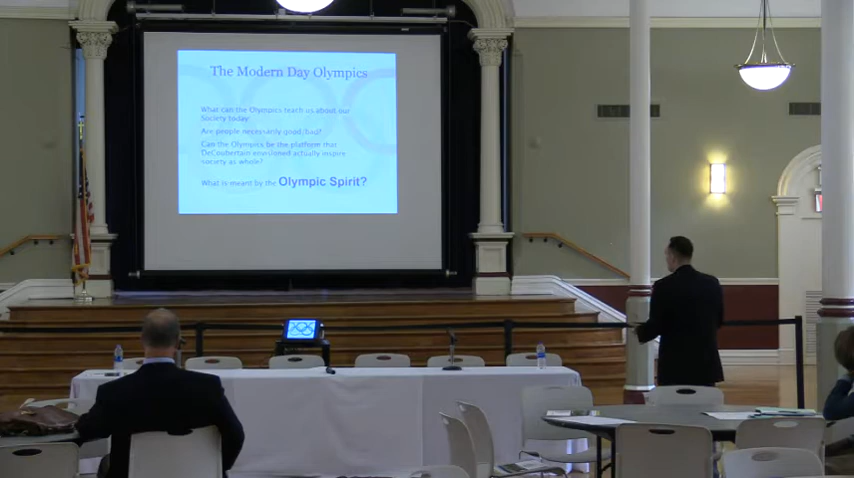 The Modern Day Olympics
What can the Olympics teach us about our
Society today
Are people necessarily good /bad?
Can the Olympics be the platform that
DeCoubertain envisioned actually inspire
society as whole?
What is meant by the Olympic Spirit?